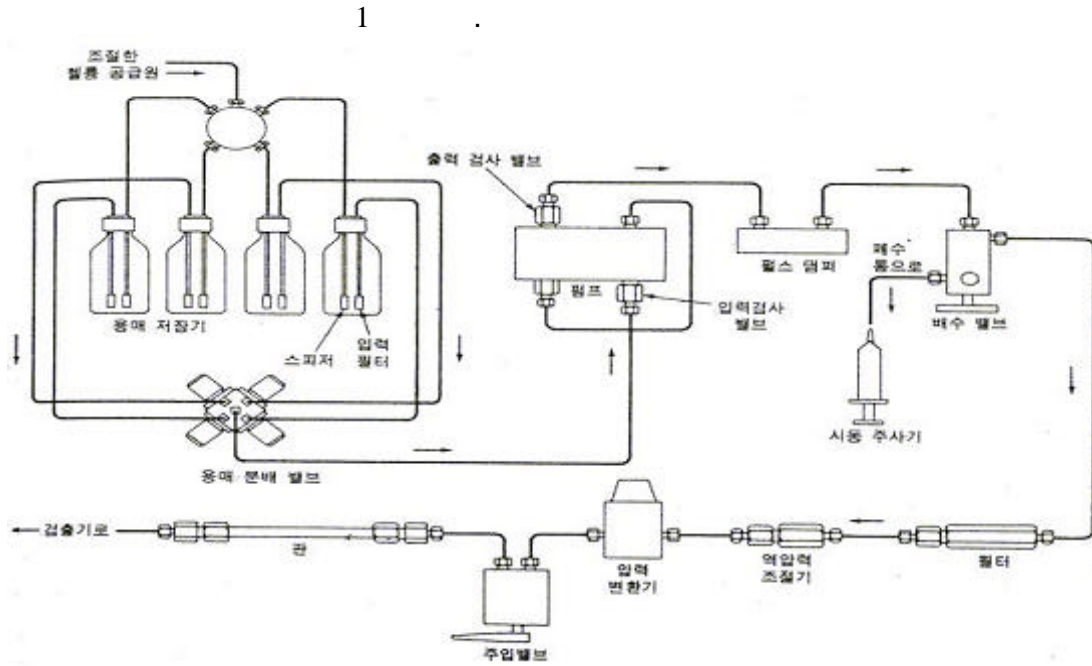 1 .
조절한
헬륨 공급원
출력 검사 밸브
용매 저장기
스피저
입력
필터
펌프
입력검사
밸브
펄스 댐퍼
폐수
통으로
배수 밸브
시동 주사기
용매 분배 밸브
검출기로
관
주입밸브
압력
변환기
역압력
조절기
필터